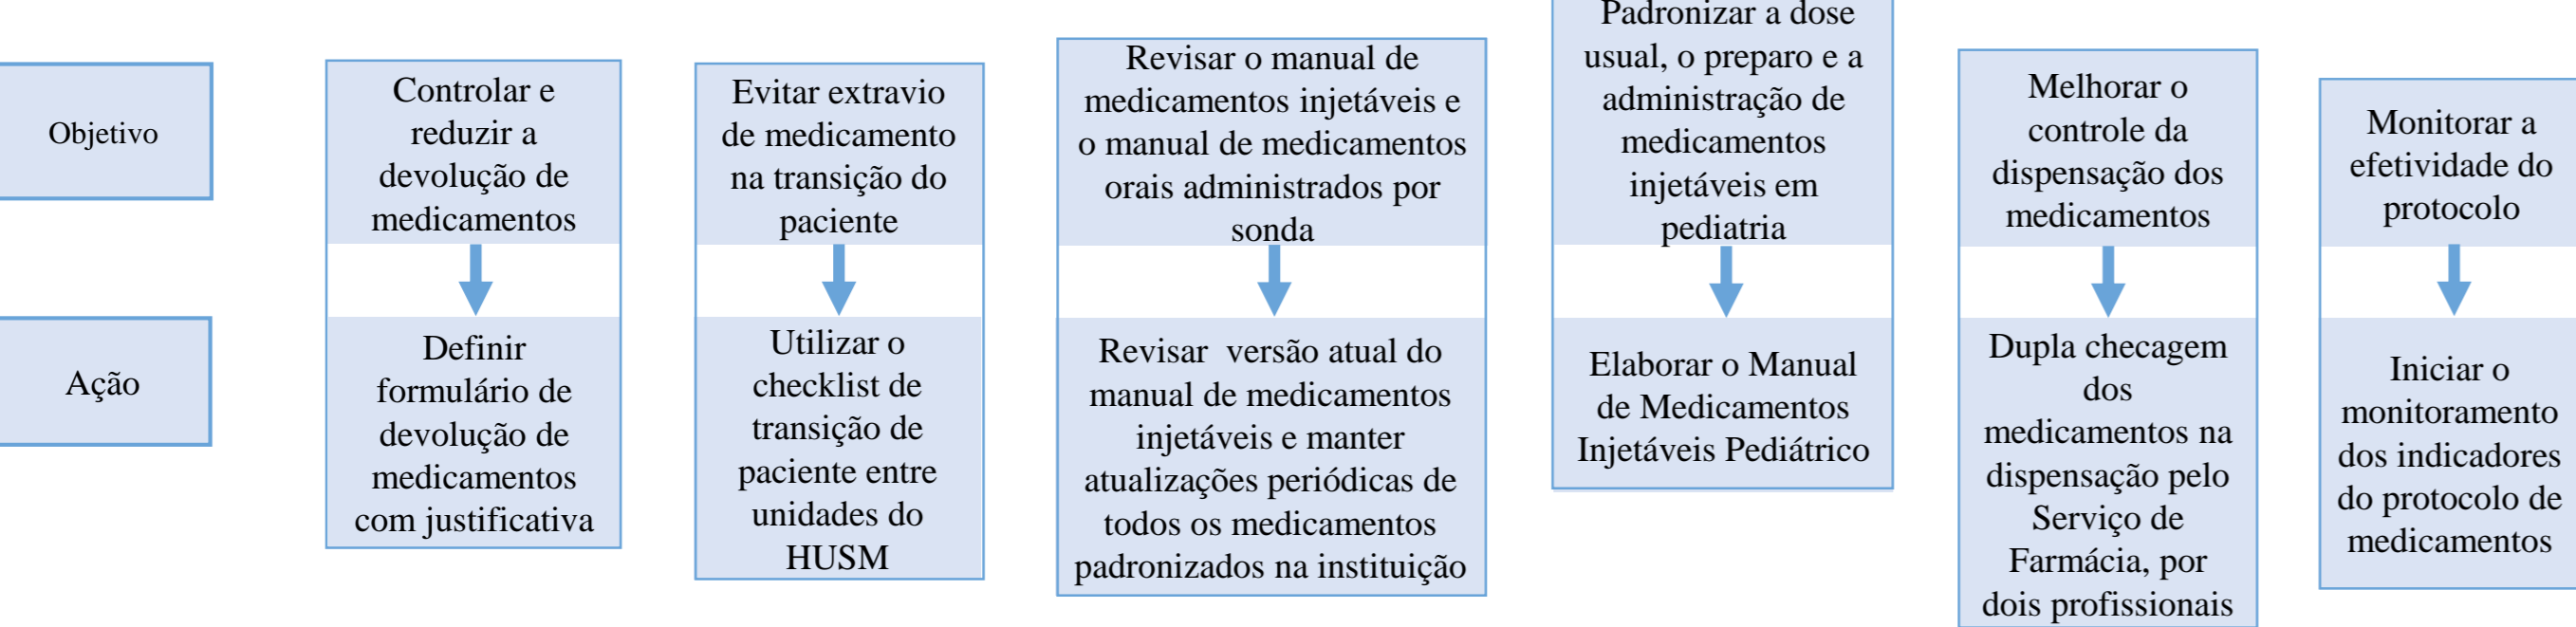 Objetivo
Controlar e
reduzir a
devolução de
medicamentos
Evitar extravio
de medicamento
na transição do
paciente
Revisar o manual de
medicamentos injetáveis e
o manual de medicamentos
orais administrados por
sonda
Padronizar a dose
usual, o preparo e a
administração de
medicamentos
injetáveis em
pediatria
Melhorar o
controle da
dispensação dos
medicamentos
Monitorar a
efetividade do
protocolo
Ação
Definir
formulário de
devolução de
medicamentos
com justificativa
Utilizar o
checklist de
transição de
paciente entre
unidades do
HUSM
Revisar  versão atual do
manual de medicamentos
injetáveis e manter
atualizações periódicas de
todos os medicamentos
padronizados na instituição
Elaborar o Manual
de Medicamentos
Injetáveis Pediátrico
Dupla checagem
dos
medicamentos na
dispensação pelo
Serviço de
Farmácia, por
dois profissionais
Iniciar o
monitoramento
dos indicadores
do protocolo de
medicamentos